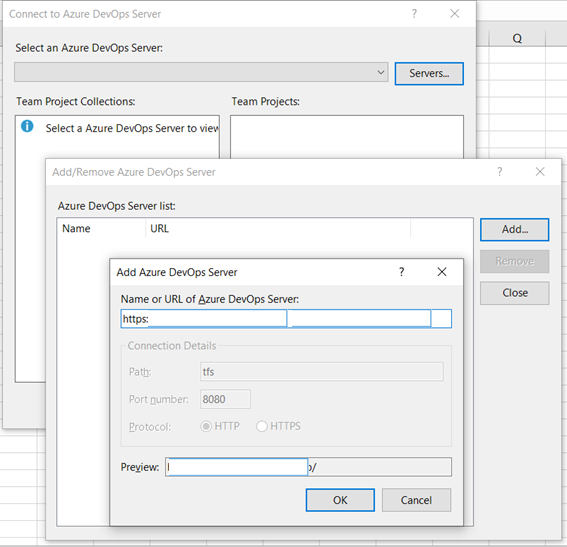 Connect to Azure DevOps Server
Select an Azure DevOps Server:
Servers...
Q
Team Project Collections:
Team Projects:
Select a Azure DevOps Server to view
Add/Remove Azure DevOps Server
Azure DevOps Server list:
Name
URL
Add...
Remove
Close
Add Azure DevOps Server
Name or URL of Azure DevOps Server:
https:
Connection Details
Path:
tfs
Port number:
8080
Protocol:
HTTP
HTTPS
Preview:
/
OK
Cancel